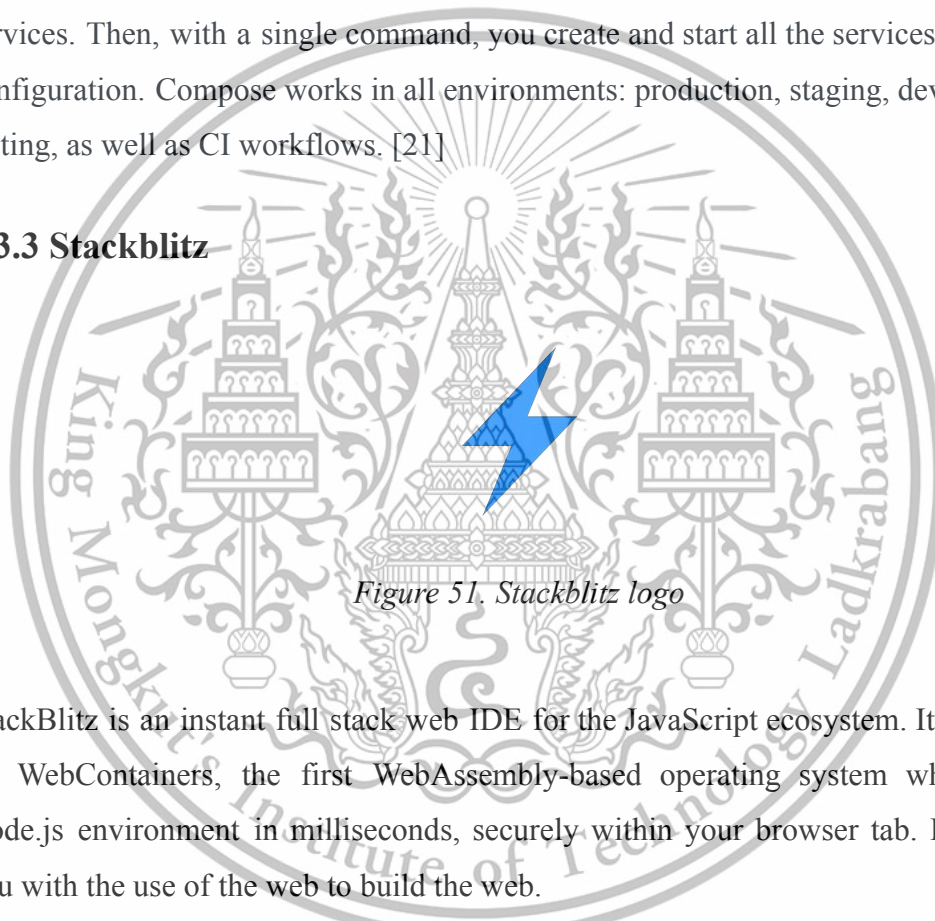 rvices. Then, with a single command, you create and start all the services
nfiguration. Compose works in all environments: production, staging, dev
ting, as well as CI workflows. [21]
3.3 Stackblitz
Figure 51. Stackblitz logo
ackBlitz is an instant full stack web IDE for the JavaScript ecosystem. It
WebContainers, the first WebAssembly-based operating system wh
de.js environment in milliseconds, securely within your browser tab.
u with the use of the web to build the web.
King Mongkut's Institute of Technology Ladkrabang